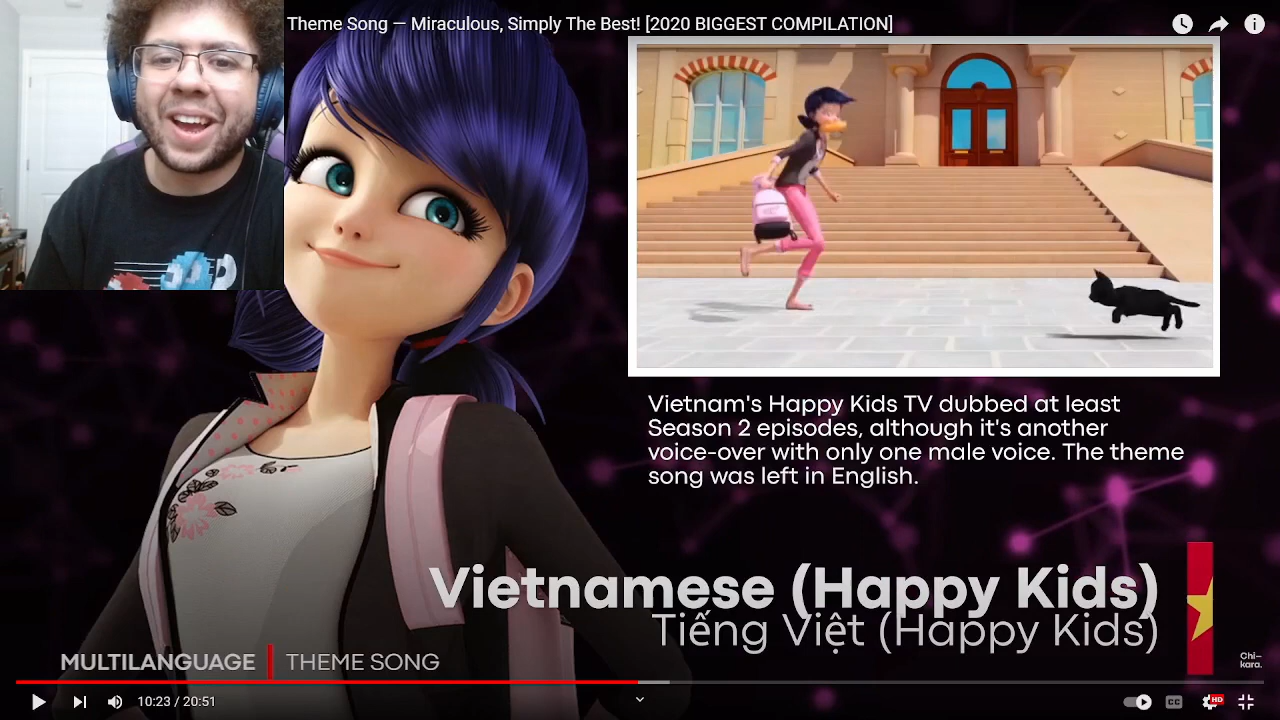 Theme Song — Miraculous, Simply The Best! [2020 BIGGEST COMPILATION]
Vietnam's Happy Kids TV dubbed at least
Season 2 episodes, although it's another
voice-over with only one male voice. The theme
song was left in English.
Vietnamese (Happy Kids)
Tiếng Việt (Happy Kids)
MULTILANGUAGE | THEME SONG
Chi–
kara.
10:23 / 20:51
CC
HD